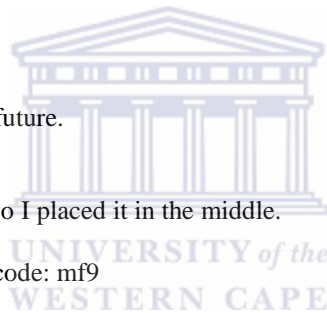 future.
o I placed it in the middle.
UNIVERSITY of the
code: mf9
WESTERN CAPE